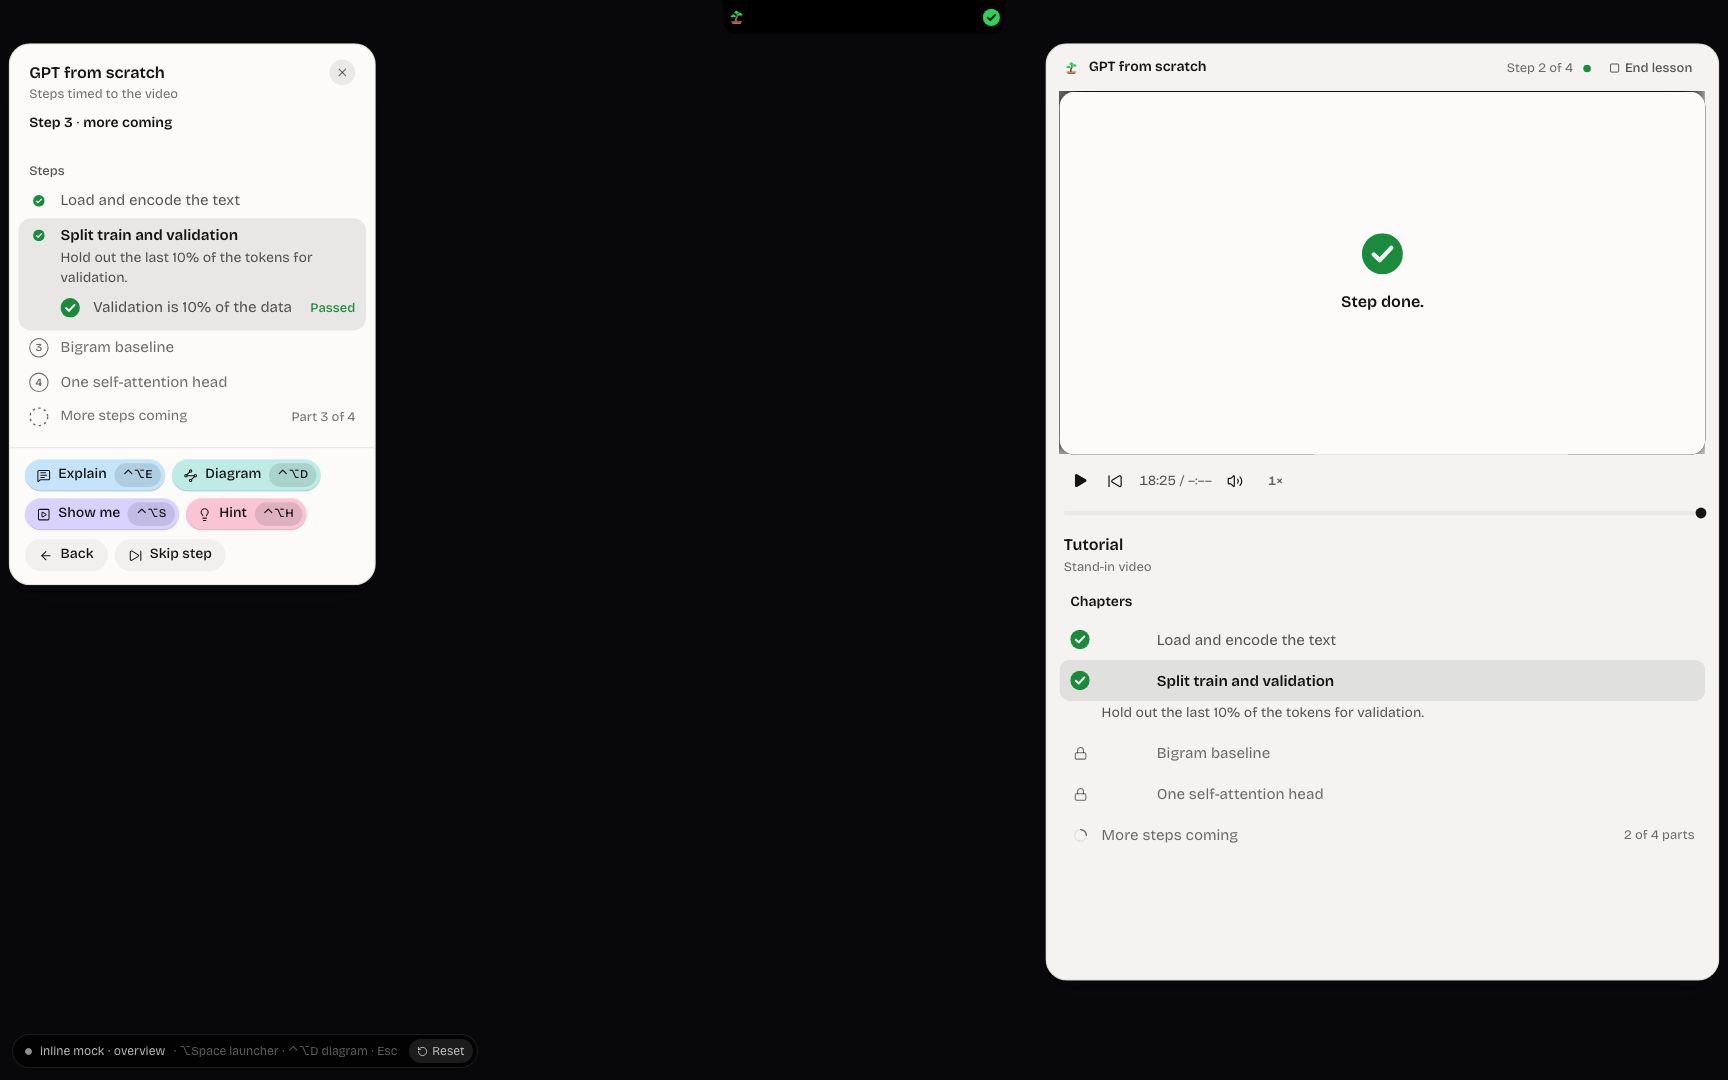 GPT from scratch
Steps timed to the video
Step 3 · more coming
Steps
Load and encode the text
Split train and validation
Hold out the last 10% of the tokens for
validation.
Validation is 10% of the data Passed
3 Bigram baseline
4 One self-attention head
More steps coming Part 3 of 4
Explain ^⌥E Diagram ^⌥D
Show me ^⌥S Hint ^⌥H
Back Skip step
GPT from scratch Step 2 of 4 End lesson
Step done.
18:25 / –:–– 1×
Tutorial
Stand-in video
Chapters
Load and encode the text
Split train and validation
Hold out the last 10% of the tokens for validation.
Bigram baseline
One self-attention head
More steps coming 2 of 4 parts
inline mock · overview · ⌥Space launcher · ^⌥D diagram · Esc Reset